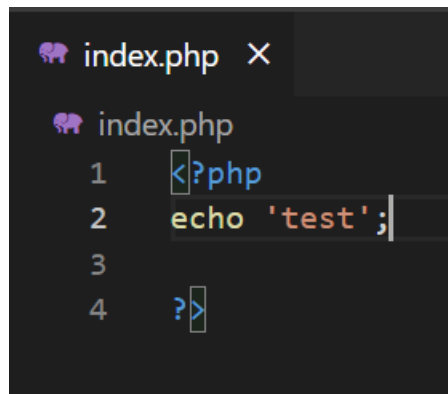 index.php ×
index.php
1 <?php
2 echo 'test';
3
4 ?>